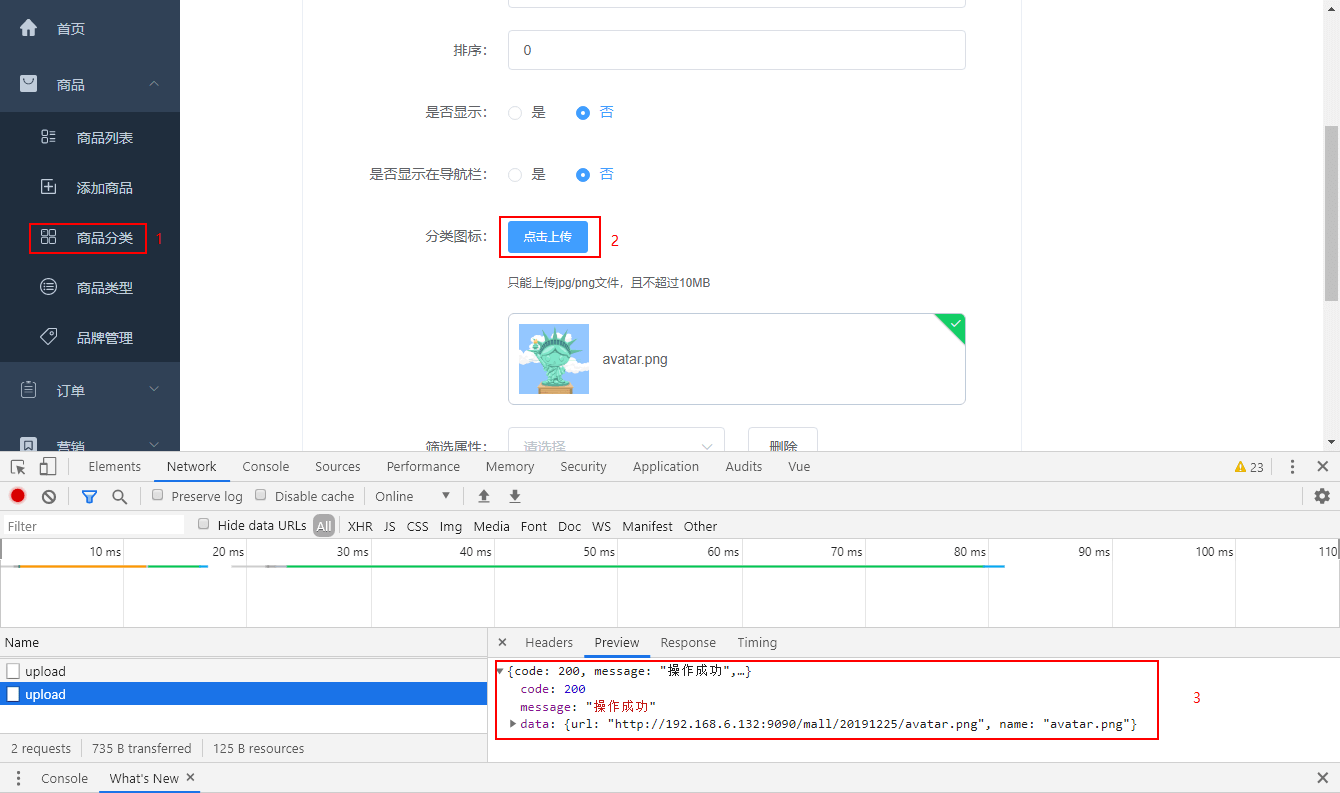 首页
商品
商品列表
添加商品
商品分类 1
商品类型
品牌管理
订单
营销
排序： 0
是否显示： 是 否
是否显示在导航栏： 是 否
分类图标： 点击上传 2
只能上传jpg/png文件，且不超过10MB
avatar.png
筛选属性： 请选择 删除
Elements Network Console Sources Performance Memory Security Application Audits Vue 23
Preserve log Disable cache Online
Filter Hide data URLs All XHR JS CSS Img Media Font Doc WS Manifest Other
10 ms 20 ms 30 ms 40 ms 50 ms 60 ms 70 ms 80 ms 90 ms 100 ms 110
Name
upload
upload
2 requests 735 B transferred 125 B resources
Headers Preview Response Timing
{code: 200, message: "操作成功",…}
code: 200
message: "操作成功"
data: {url: "http://192.168.6.132:9090/mall/20191225/avatar.png", name: "avatar.png"}
3
Console What's New